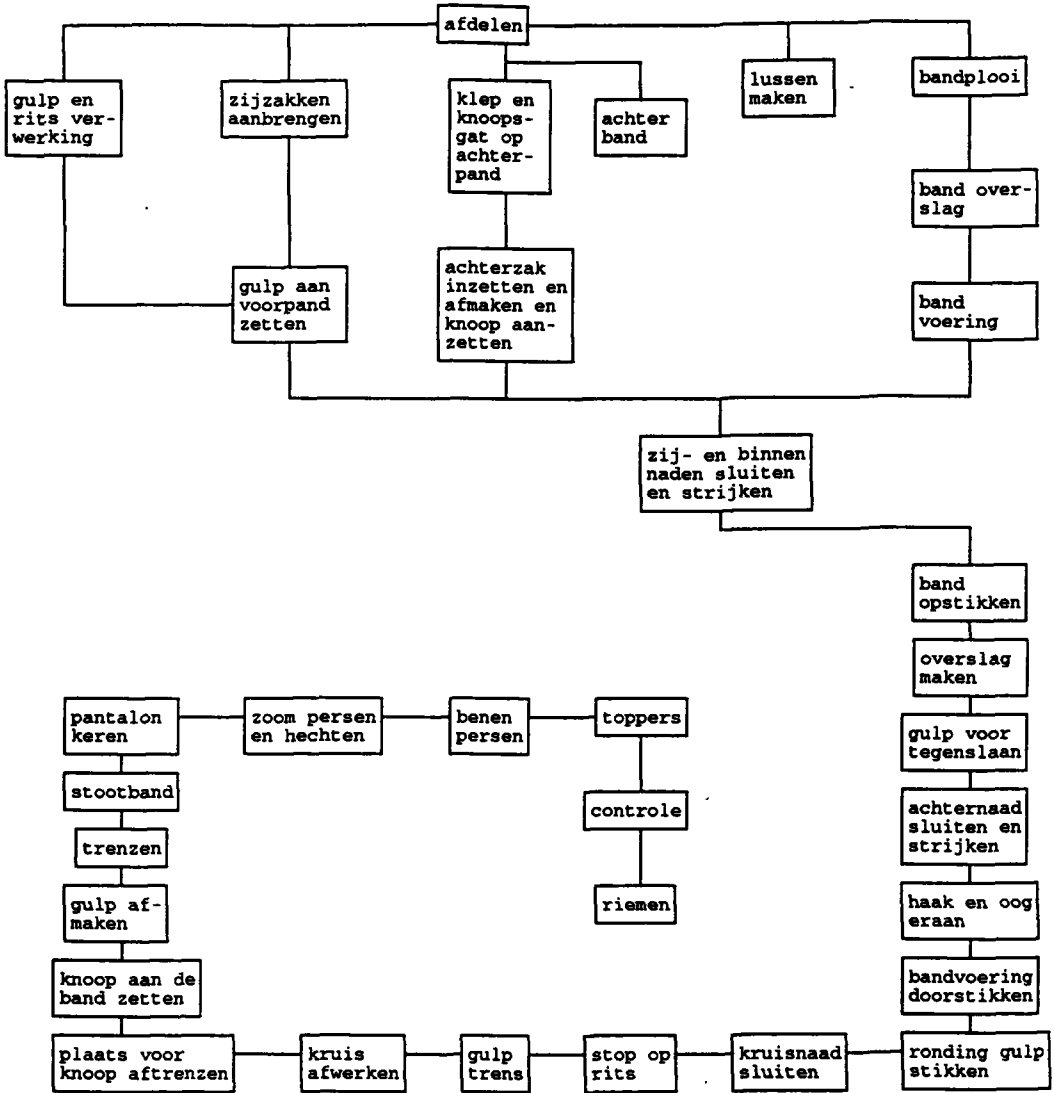 afdelen
gulp en
rits ver-
werking
zijzakken
aanbrengen
klep en
knoops-
gat op
achter-
pand
achter
band
lussen
maken
bandplooi
band over-
slag
gulp aan
voorpand
zetten
achterzak
inzetten en
afmaken en
knoop aan-
zetten
band
voering
zij- en binnen
naden sluiten
en strijken
band
opstikken
overslag
maken
gulp voor
tegenslaan
achternaad
sluiten en
strijken
haak en oog
eraan
bandvoering
doorstikken
ronding gulp
stikken
kruisnaad
sluiten
stop op
rits
gulp
trens
kruis
afwerken
plaats voor
knoop aftrenzen
knoop aan de
band zetten
gulp af-
maken
trenzen
stootband
pantalon
keren
zoom persen
en hechten
benen
persen
toppers
controle
riemen